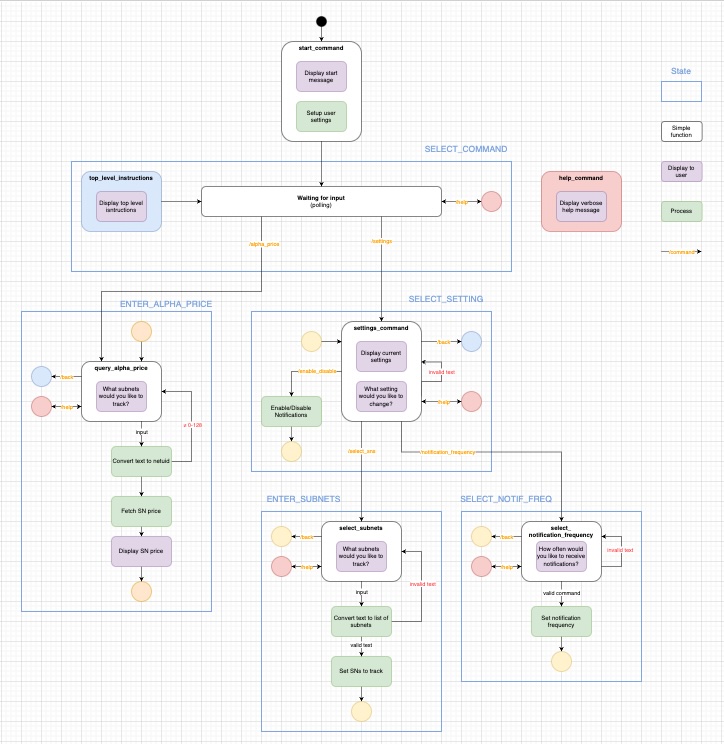 start_command
Display start
message
Setup user
settings
State
Simple
function
Display to
user
Process
/command
SELECT_COMMAND
top_level_instructions
Display top level
isntructions
Waiting for input
(polling)
/help
help_command
Display verbose
help message
/alpha_price
/settings
ENTER_ALPHA_PRICE
query_alpha_price
What subnets
would you like to
track?
/back
/help
≠ 0-128
input
Convert text to netuid
Fetch SN price
Display SN price
SELECT_SETTING
settings_command
Display current
settings
What setting
would you like to
change?
/back
invalid text
/help
/enable_disable
Enable/Disable
Notifications
/select_sns
/notification_frequency
ENTER_SUBNETS
select_subnets
What subnets
would you like to
track?
/back
/help
invalid text
input
Convert text to list of
subnets
valid text
Set SNs to track
SELECT_NOTIF_FREQ
select_
notification_frequency
How often would
you like to receive
notifications?
/back
/help
invalid text
valid command
Set notification
frequency